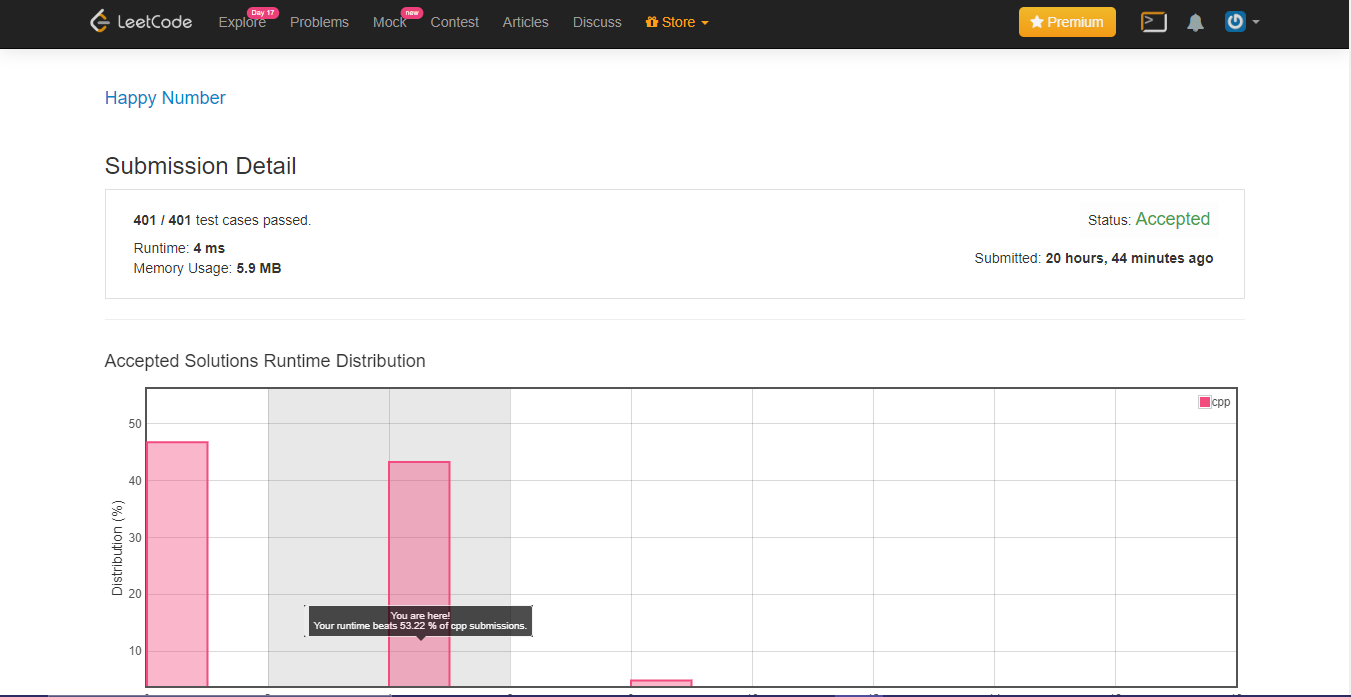 LeetCode Explore Day 17 Problems Mock new Contest Articles Discuss Store Premium
Happy Number
Submission Detail
401 / 401 test cases passed.
Status: Accepted
Runtime: 4 ms
Submitted: 20 hours, 44 minutes ago
Memory Usage: 5.9 MB
Accepted Solutions Runtime Distribution
cpp
50
40
30
20
10
Distribution (%)
You are here!
Your runtime beats 53.22 % of cpp submissions.